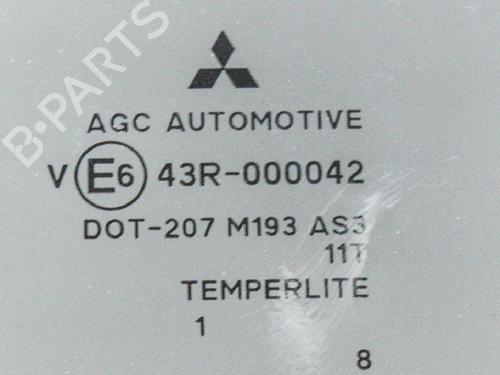 B-PARTS
AGC AUTOMOTIVE
V E6 43R-000042
DOT-207 M193 AS3
11T
TEMPERLITE
1
8